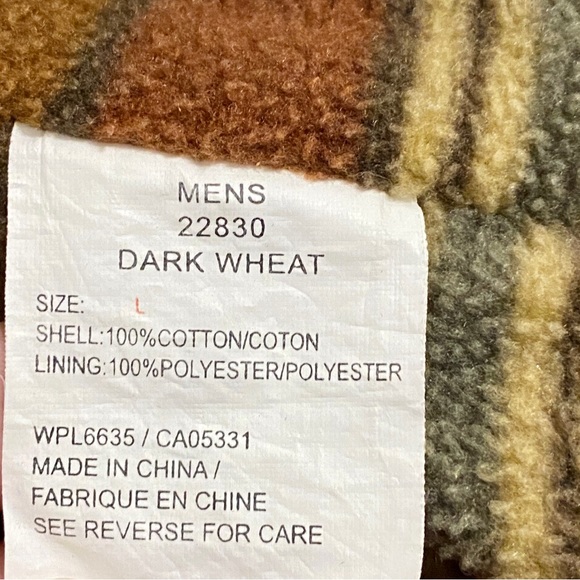 MENS
22830
DARK WHEAT
SIZE: L
SHELL:100%COTTON/COTON
LINING:100%POLYESTER/POLYESTER
WPL6635 / CA05331
MADE IN CHINA /
FABRIQUE EN CHINE
SEE REVERSE FOR CARE